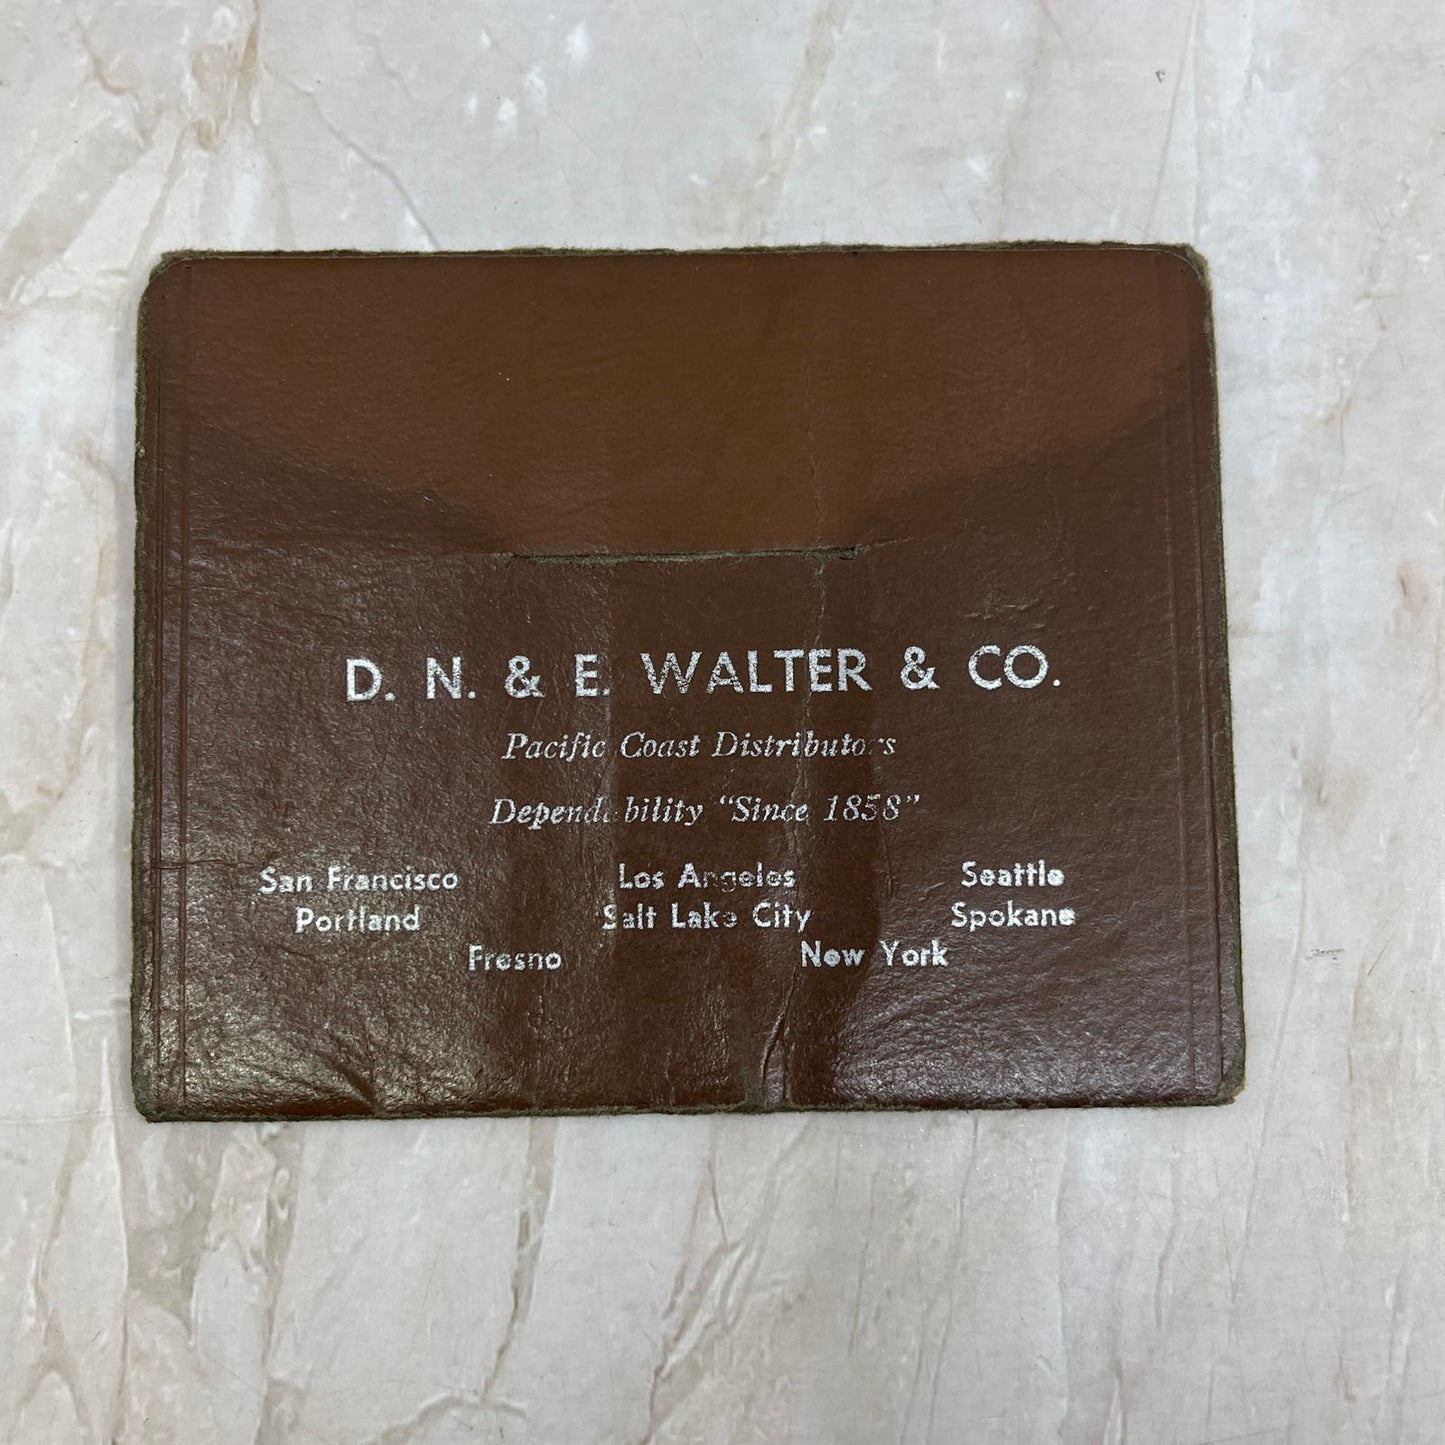 D. N. & E. WALTER & CO.
Pacific Coast Distributors
Dependability "Since 1858"
San Francisco Los Angeles Seattle
Portland Salt Lake City Spokane
Fresno New York